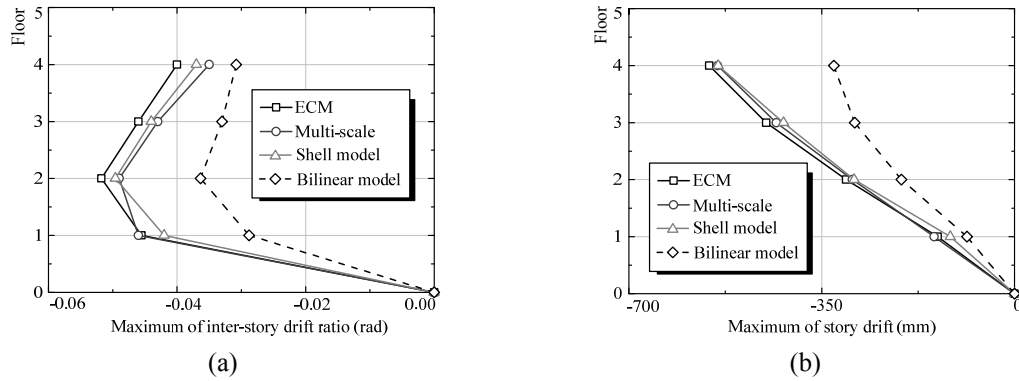 5
4
3
2
1
0
Floor
ECM
Multi-scale
Shell model
Bilinear model
-0.06
-0.04
-0.02
0.00
Maximum of inter-story drift ratio (rad)
(a)
5
4
3
2
1
0
Floor
ECM
Multi-scale
Shell model
Bilinear model
-700
-350
0
Maximum of story drift (mm)
(b)